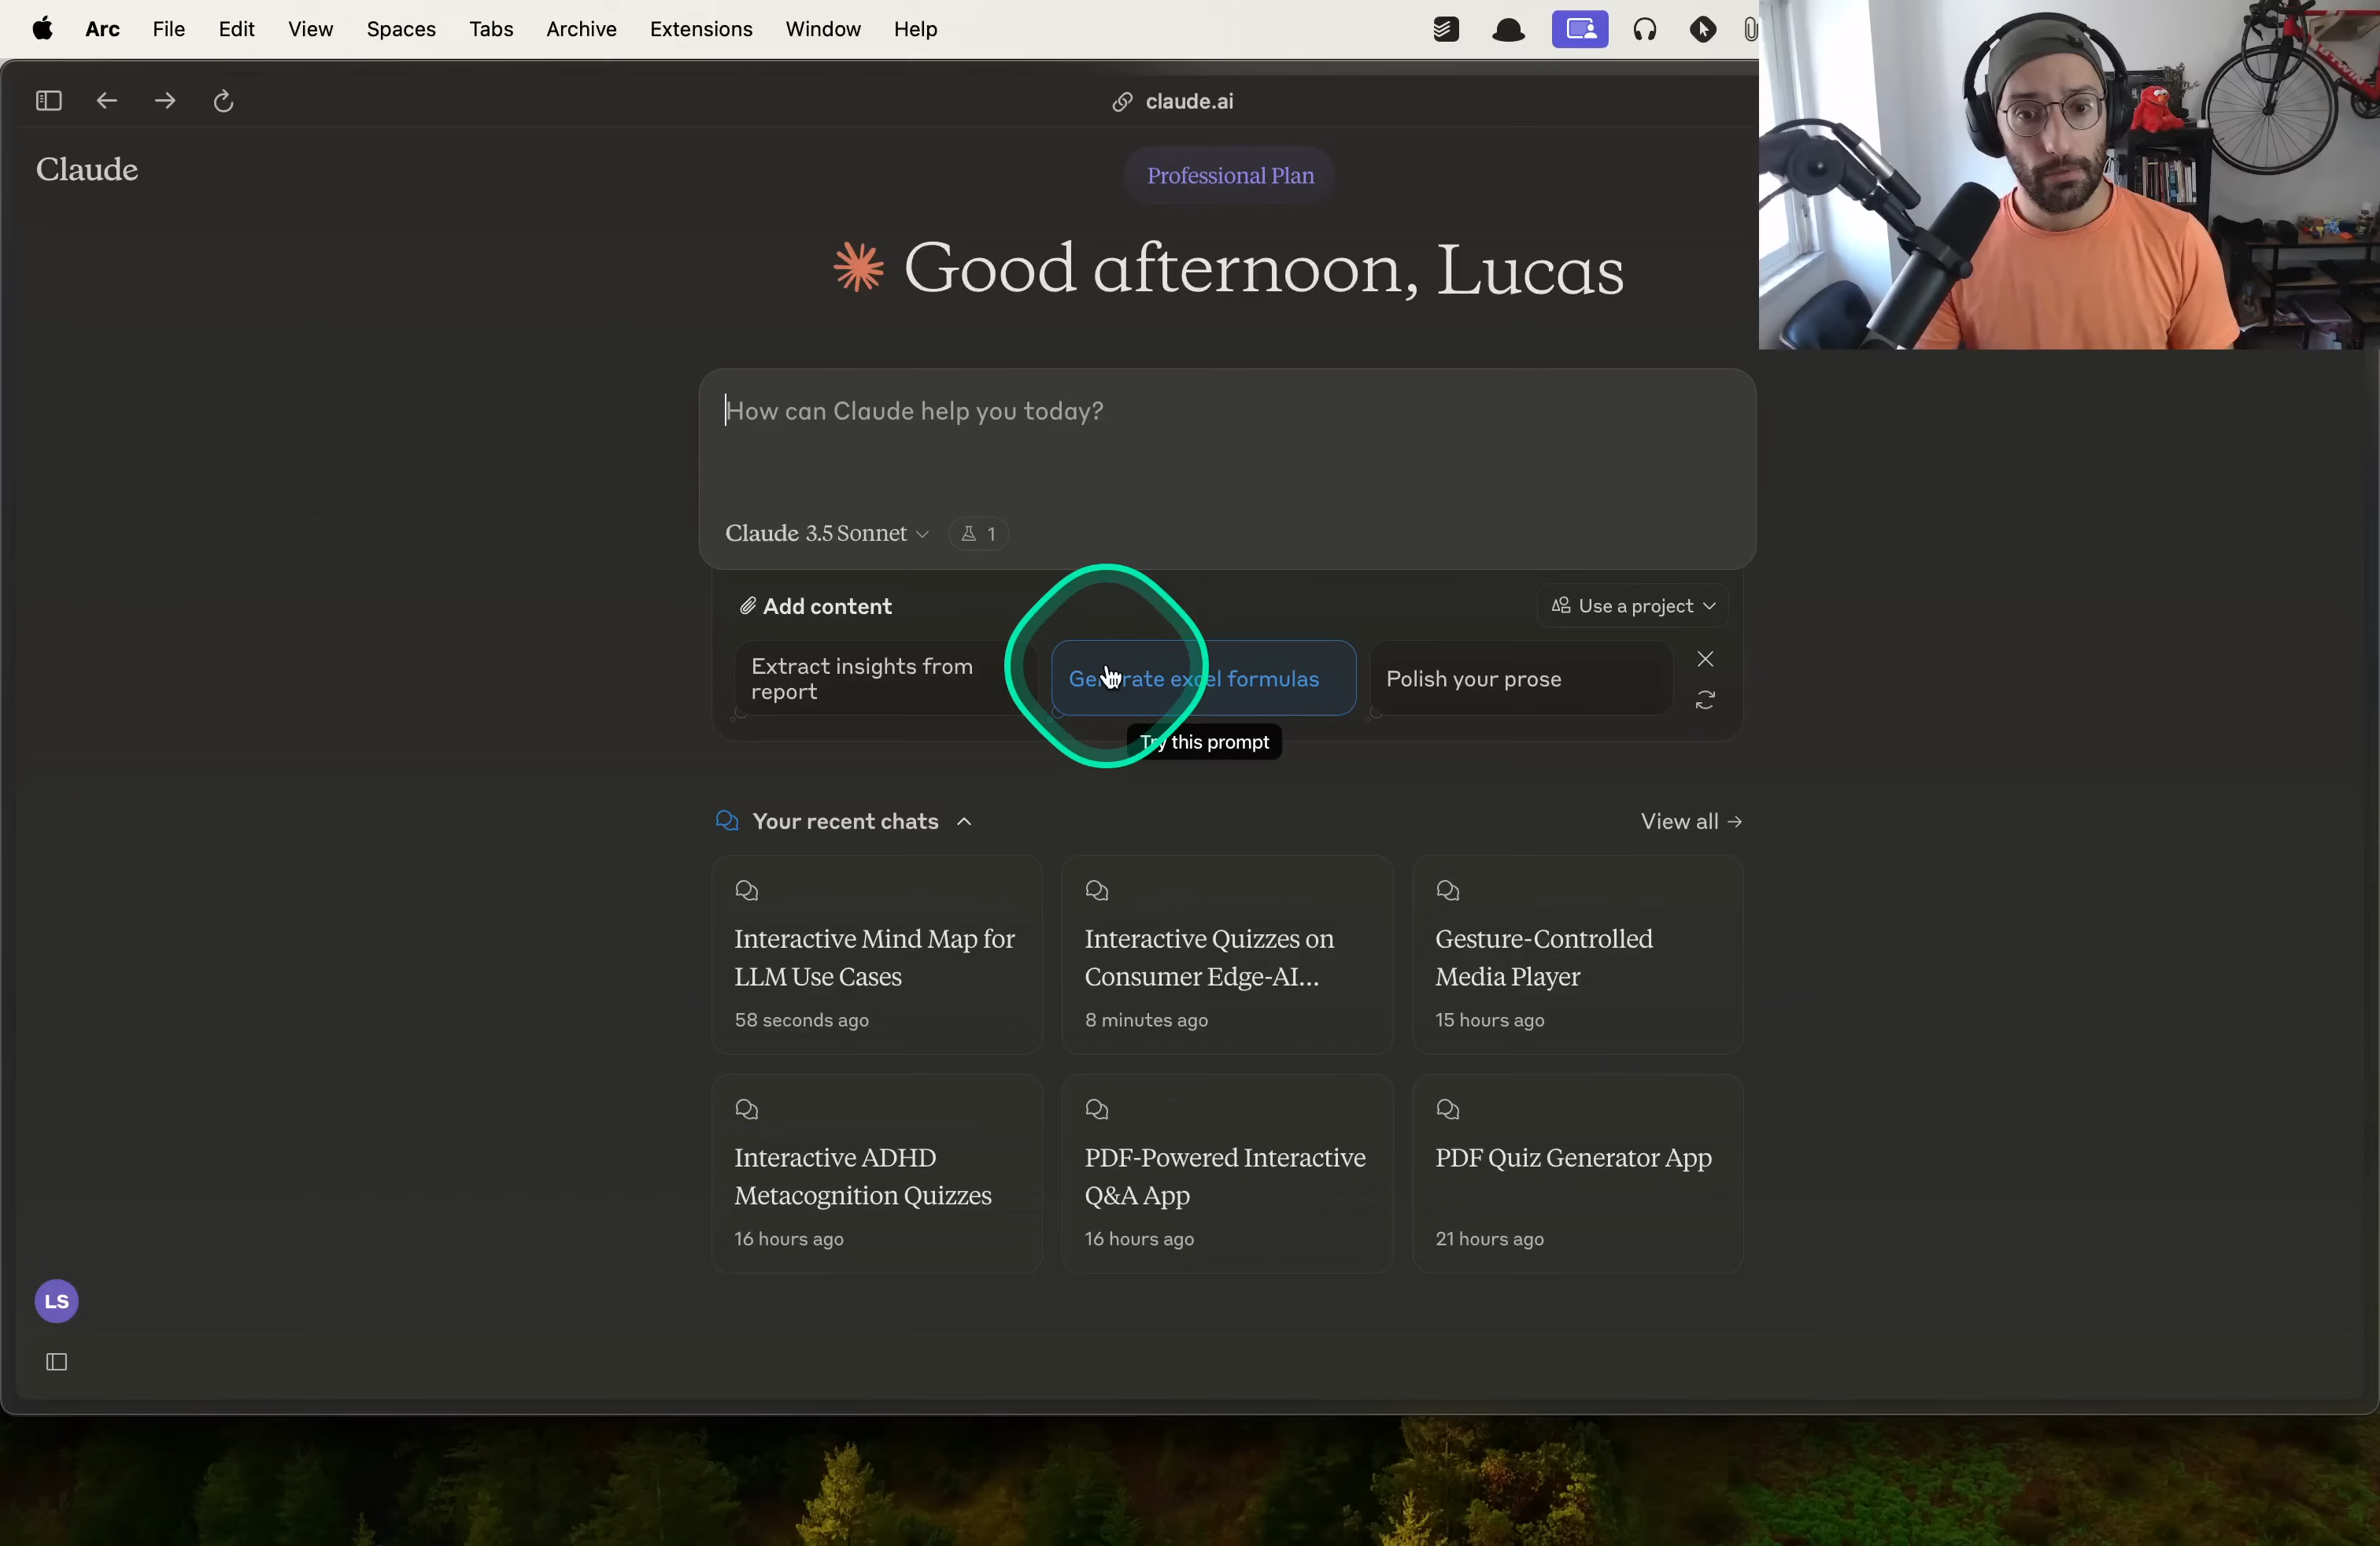 Arc File Edit View Spaces Tabs Archive Extensions Window Help
claude.ai
Claude
Professional Plan
Good afternoon, Lucas
How can Claude help you today?
Claude 3.5 Sonnet
1
Add content
Use a project
Extract insights from
report
Generate excel formulas
Polish your prose
Try this prompt
Your recent chats
View all →
Interactive Mind Map for
LLM Use Cases
58 seconds ago
Interactive Quizzes on
Consumer Edge-AI...
8 minutes ago
Gesture-Controlled
Media Player
15 hours ago
Interactive ADHD
Metacognition Quizzes
16 hours ago
PDF-Powered Interactive
Q&A App
16 hours ago
PDF Quiz Generator App
21 hours ago
LS